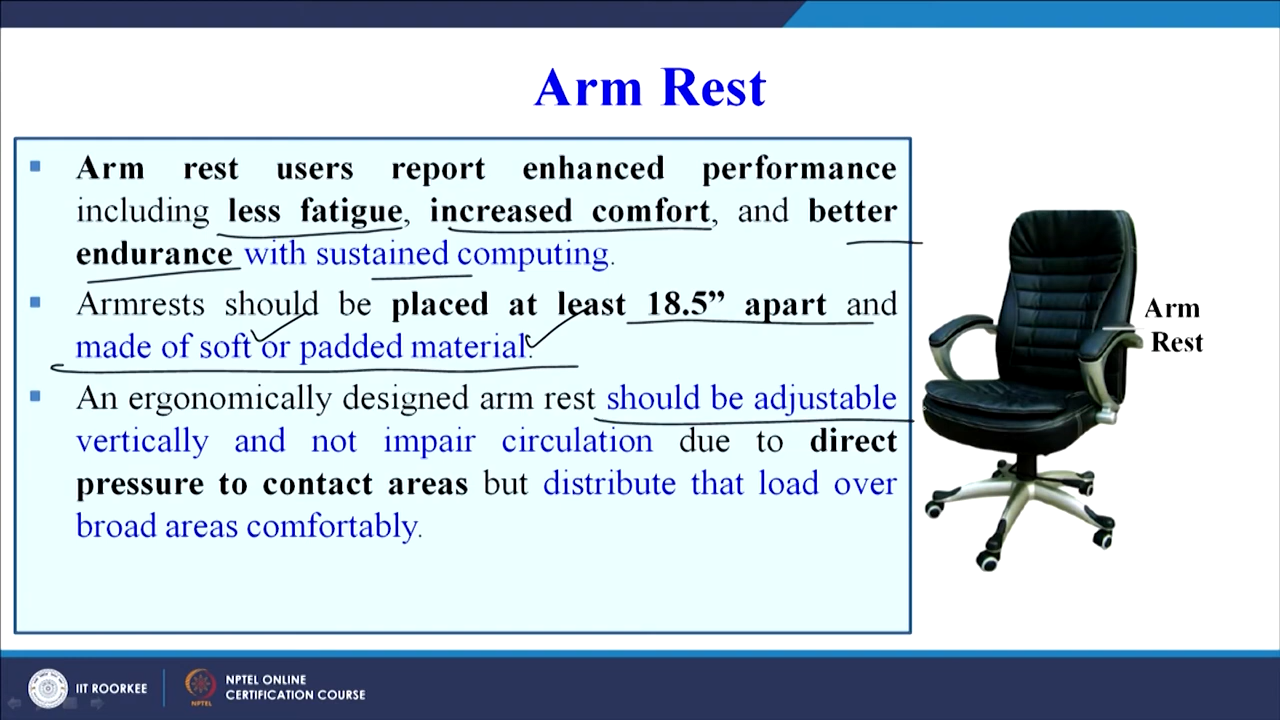 Arm Rest
Arm rest users report enhanced performance
including less fatigue, increased comfort, and better
endurance with sustained computing.
Armrests should be placed at least 18.5” apart and
made of soft or padded material.
An ergonomically designed arm rest should be adjustable
vertically and not impair circulation due to direct
pressure to contact areas but distribute that load over
broad areas comfortably.
Arm
Rest
IIT ROORKEE
NPTEL
NPTEL ONLINE
CERTIFICATION COURSE